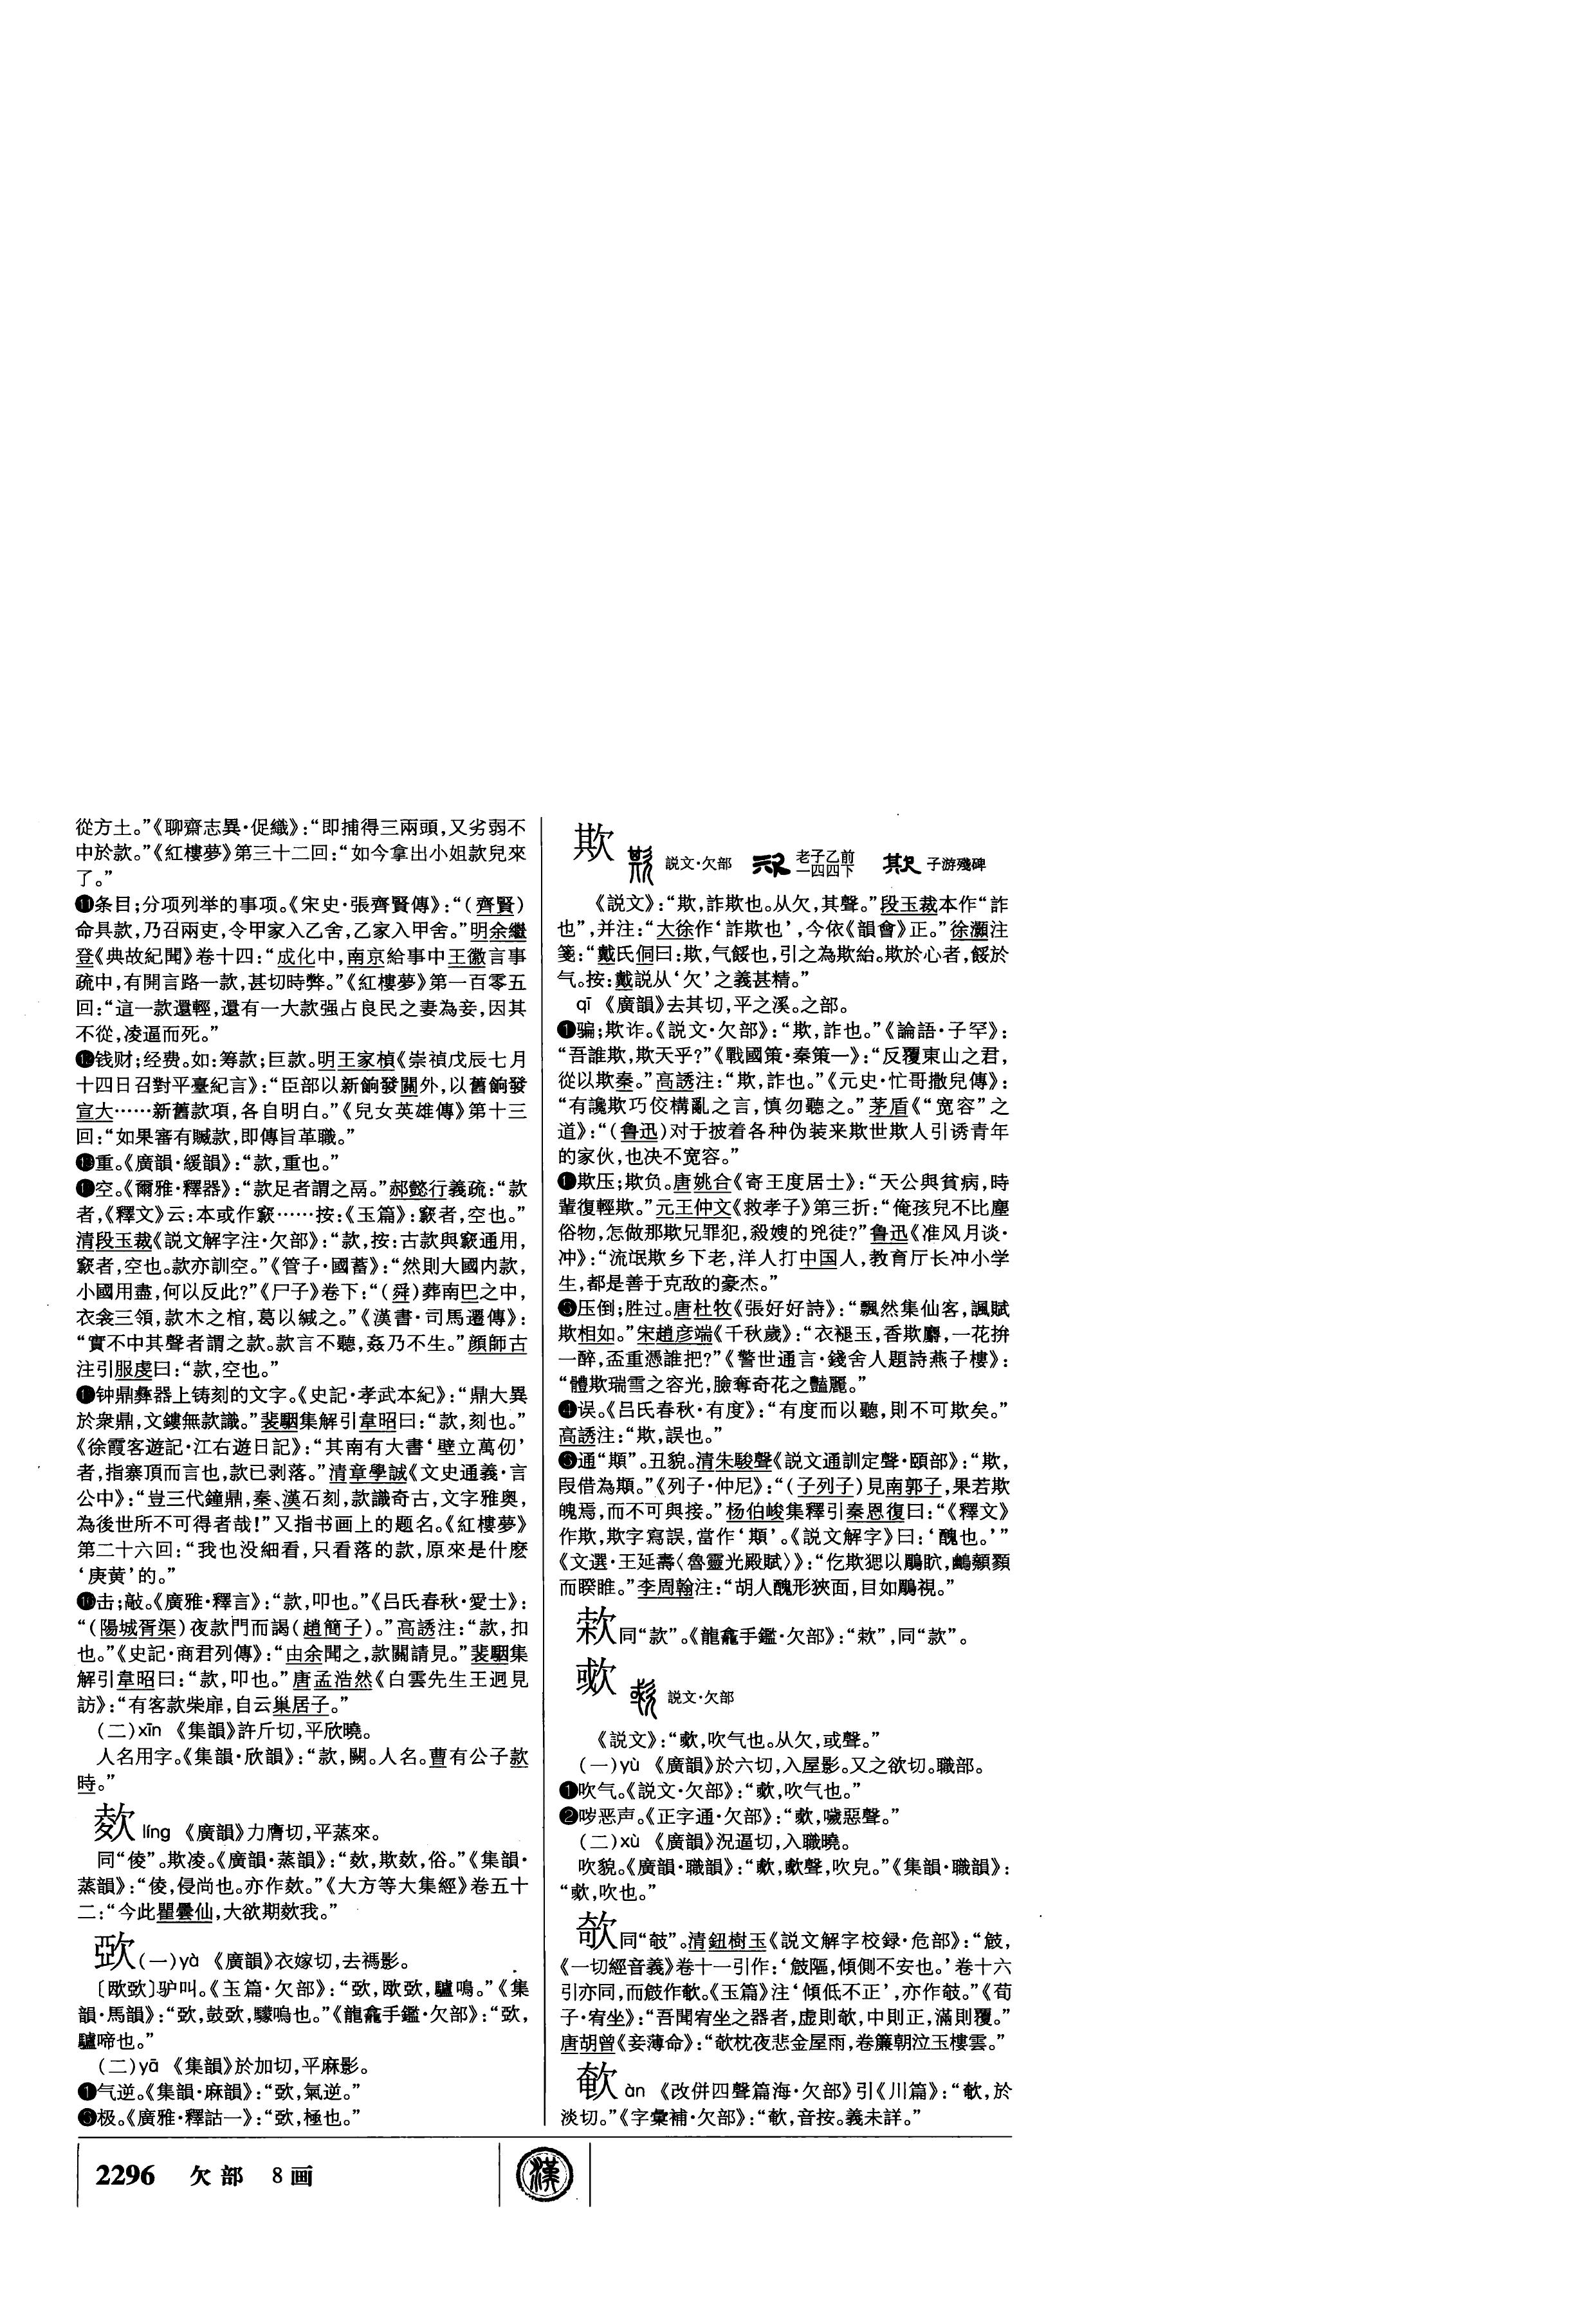 從方土。”《聊齋志異·促織》：“即捕得三兩頭，又劣弱不
中於款。”《紅樓夢》第三十二回：“如今拿出小姐款兒來
了。”
⓫条目；分项列举的事项。《宋史·張齊賢傳》：“（齊賢）
命具款，乃召兩吏，令甲家入乙舍，乙家入甲舍。”明余繼
登《典故紀聞》卷十四：“成化中，南京給事中王徽言事
疏中，有開言路一款，甚切時弊。”《紅樓夢》第一百零五
回：“這一款還輕，還有一大款强占良民之妻為妾，因其
不從，凌逼而死。”
⓬钱财；经费。如：筹款；巨款。明王家楨《崇禎戊辰七月
十四日召對平臺紀言》：“臣部以新餉發關外，以舊餉發
宣大……新舊款項，各自明白。”《兒女英雄傳》第十三
回：“如果審有贓款，即傳旨革職。”
⓭重。《廣韻·緩韻》：“款，重也。”
空。《爾雅·釋器》：“款足者謂之鬲。”郝懿行義疏：“款
者，《釋文》云：本或作窾……按：《玉篇》：窾者，空也。”
清段玉裁《説文解字注·欠部》：“款，按：古款與窾通用，
窾者，空也。款亦訓空。”《管子·國蓄》：“然則大國内款，
小國用盡，何以反此？”《尸子》卷下：“（舜）葬南巴之中，
衣衾三領，款木之棺，葛以緘之。”《漢書·司馬遷傳》：
“實不中其聲者謂之款。款言不聽，姦乃不生。”顔師古
注引服虔曰：“款，空也。”
钟鼎彝器上铸刻的文字。《史記·孝武本紀》：“鼎大異
於衆鼎，文鏤無款識。”裴駰集解引韋昭曰：“款，刻也。”
《徐霞客遊記·江右遊日記》：“其南有大書‘壁立萬仞’
者，指寨頂而言也，款已剥落。”清章學誠《文史通義·言
公中》：“豈三代鐘鼎，秦、漢石刻，款識奇古，文字雅奥，
為後世所不可得者哉！”又指书画上的题名。《紅樓夢》
第二十六回：“我也没細看，只看落的款，原來是什麽
‘庚黄’的。”
⓰击；敲。《廣雅·釋言》：“款，叩也。”《吕氏春秋·愛士》：
“（陽城胥渠）夜款門而謁（趙簡子）。”高誘注：“款，扣
也。”《史記·商君列傳》：“由余聞之，款關請見。”裴駰集
解引韋昭曰：“款，叩也。”唐孟浩然《白雲先生王迥見
訪》：“有客款柴扉，自云巢居子。”
（二）xīn 《集韻》許斤切，平欣曉。
人名用字。《集韻·欣韻》：“款，闕。人名。曹有公子款
時。”
欻 líng 《廣韻》力膺切，平蒸來。
同“倰”。欺凌。《廣韻·蒸韻》：“㱥，欺㱥，俗。”《集韻·
蒸韻》：“倰，侵尚也。亦作㱥。”《大方等大集經》卷五十
二：“今此瞿曇仙，大欲期㱥我。”
㰳（一）yà 《廣韻》衣嫁切，去禡影。
〔歐㰳〕驴叫。《玉篇·欠部》：“㰳，歐㰳，驢鳴。”《集
韻·馬韻》：“㰳，㰶㰳，驢鳴也。”《龍龕手鑑·欠部》：“㰳，
驢啼也。”
（二）yā 《集韻》於加切，平麻影。
❶气逆。《集韻·麻韻》：“㰳，氣逆。”
极。《廣雅·釋詁一》：“㰳，極也。”
欺 説文·欠部 老子乙前一四四下 子游殘碑
《説文》：“欺，詐欺也。从欠，其聲。”段玉裁本作“詐
也”，并注：“大徐作‘詐欺也’，今依《韻會》正。”徐灝注
箋：“戴氏侗曰：欺，气餒也，引之為欺紿。欺於心者，餒於
气。按：戴説从‘欠’之義甚精。”
qī 《廣韻》去其切，平之溪。之部。
❶骗；欺诈。《説文·欠部》：“欺，詐也。”《論語·子罕》：
“吾誰欺，欺天乎？”《戰國策·秦策一》：“反覆東山之君，
從以欺秦。”高誘注：“欺，詐也。”《元史·忙哥撒兒傳》：
“有讒欺巧佞構亂之言，慎勿聽之。”茅盾《“宽容”之
道》：“（鲁迅）对于披着各种伪装来欺世欺人引诱青年
的家伙，也决不宽容。”
欺压；欺负。唐姚合《寄王度居士》：“天公與貧病，時
輩復輕欺。”元王仲文《救孝子》第三折：“俺孩兒不比塵
俗物，怎做那欺兄罪犯，殺嫂的兇徒？”鲁迅《准风月谈·
冲》：“流氓欺乡下老，洋人打中国人，教育厅长冲小学
生，都是善于克敌的豪杰。”
压倒；胜过。唐杜牧《張好好詩》：“飄然集仙客，諷賦
欺相如。”宋趙彦端《千秋歲》：“衣褪玉，香欺麝，一花拚
一醉，盃重憑誰把？”《警世通言·錢舍人題詩燕子樓》：
“體欺瑞雪之容光，臉奪奇花之豔麗。”
❹误。《吕氏春秋·有度》：“有度而以聽，則不可欺矣。”
高誘注：“欺，誤也。”
通“䫏”。丑貌。清朱駿聲《説文通訓定聲·頤部》：“欺，
叚借為䫏。”《列子·仲尼》：“（子列子）見南郭子，果若欺
魄焉，而不可與接。”杨伯峻集釋引秦恩復曰：“《釋文》
作欺，欺字寫誤，當作‘䫏’。《説文解字》曰：‘醜也。’”
《文選·王延壽〈魯靈光殿賦〉》：“仡欺㥓以鵰䀪，顱顟
而睽睢。”李周翰注：“胡人醜形狹面，目如鵰視。”
同“款”。《龍龕手鑑·欠部》：同“款”。
㰲 説文·欠部
《説文》：“㰲，吹气也。从欠，或聲。”
（一）yù 《廣韻》於六切，入屋影。又之欲切。職部。
❶吹气。《説文·欠部》：“㰲，吹气也。”
❷哕恶声。《正字通·欠部》：“㰲，噦惡聲。”
（二）xù 《廣韻》況逼切，入職曉。
吹貌。《廣韻·職韻》：“㰲，㰲聲，吹皃。”《集韻·職韻》：
“㰲，吹也。”
欹 同“攲”。清鈕樹玉《説文解字校録·危部》：“㩻，
《一切經音義》卷十一引作：‘㩻䧢，傾側不安也。’卷十六
引亦同，而㩻作欹。《玉篇》注‘傾低不正’，亦作攲。”《荀
子·宥坐》：“吾聞宥坐之器者，虚則欹，中則正，滿則覆。”
唐胡曾《妾薄命》：“欹枕夜悲金屋雨，卷簾朝泣玉樓雲。”
àn 《改併四聲篇海·欠部》引《川篇》：於
淡切。”《字彙補·欠部》：音按。義未詳。”
2296 欠部 8画
漢